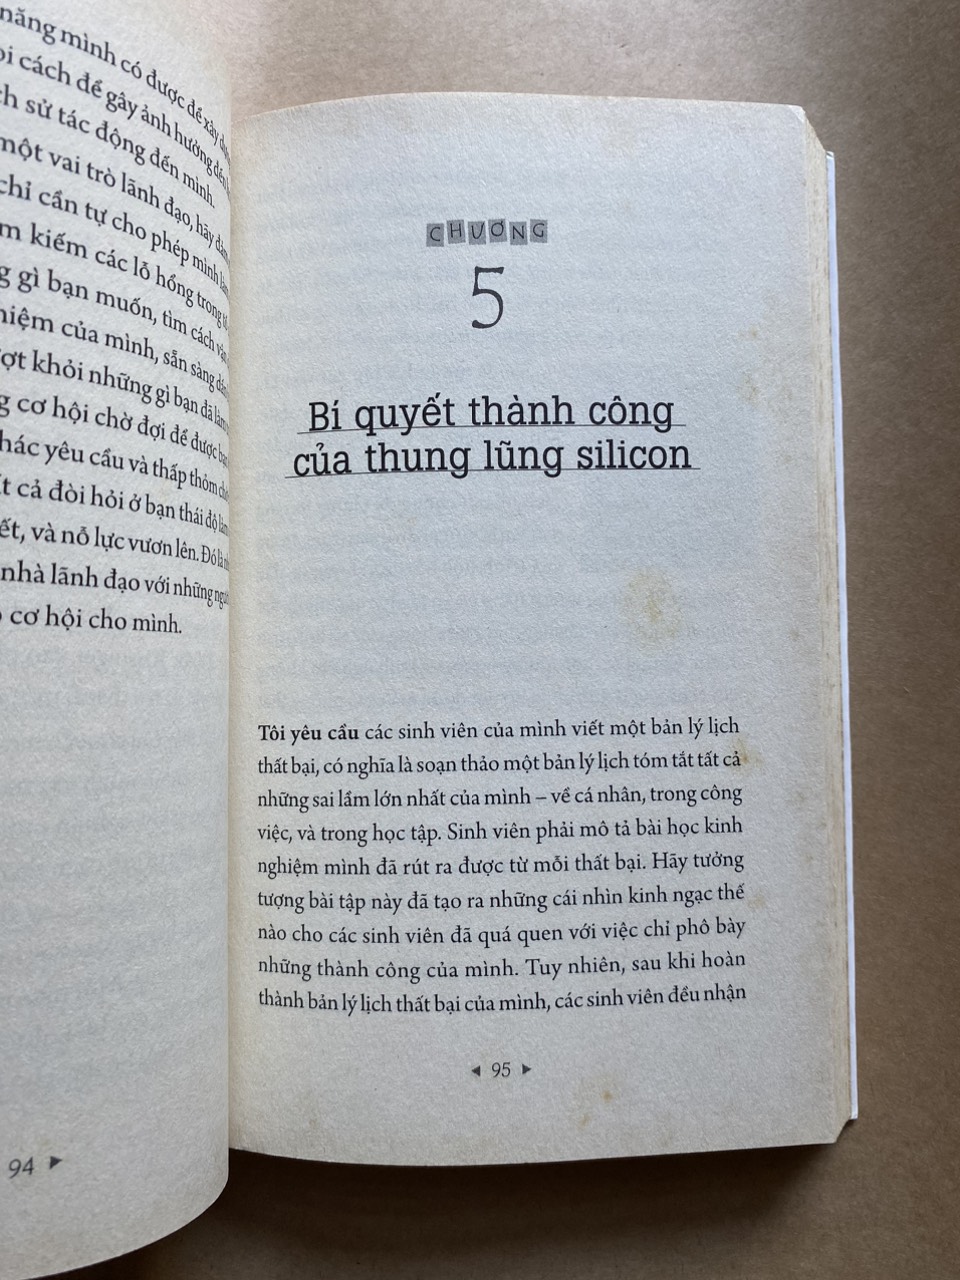 năng mình có được để xây
cách để gây ảnh hưởng đến
sử tác động đến mình.
một vai trò lãnh đạo, hãy
chỉ cần tự cho phép mình
kiếm các lỗ hổng trong
gì bạn muốn, tìm cách
của mình, sẵn sàng
khỏi những gì bạn đã làm,
cơ hội chờ đợi để được
yêu cầu và thấp thỏm
cả đòi hỏi ở bạn thái độ
và nỗ lực vươn lên. Đó là
nhà lãnh đạo với những
cơ hội cho mình.
94
CHƯƠNG
5
Bí quyết thành công
của thung lũng silicon
Tôi yêu cầu các sinh viên của mình viết một bản lý lịch
thất bại, có nghĩa là soạn thảo một bản lý lịch tóm tắt tất cả
những sai lầm lớn nhất của mình – về cá nhân, trong công
việc, và trong học tập. Sinh viên phải mô tả bài học kinh
nghiệm mình đã rút ra được từ mỗi thất bại. Hãy tưởng
tượng bài tập này đã tạo ra những cái nhìn kinh ngạc thế
nào cho các sinh viên đã quá quen với việc chỉ phô bày
những thành công của mình. Tuy nhiên, sau khi hoàn
thành bản lý lịch thất bại của mình, các sinh viên đều nhận
95